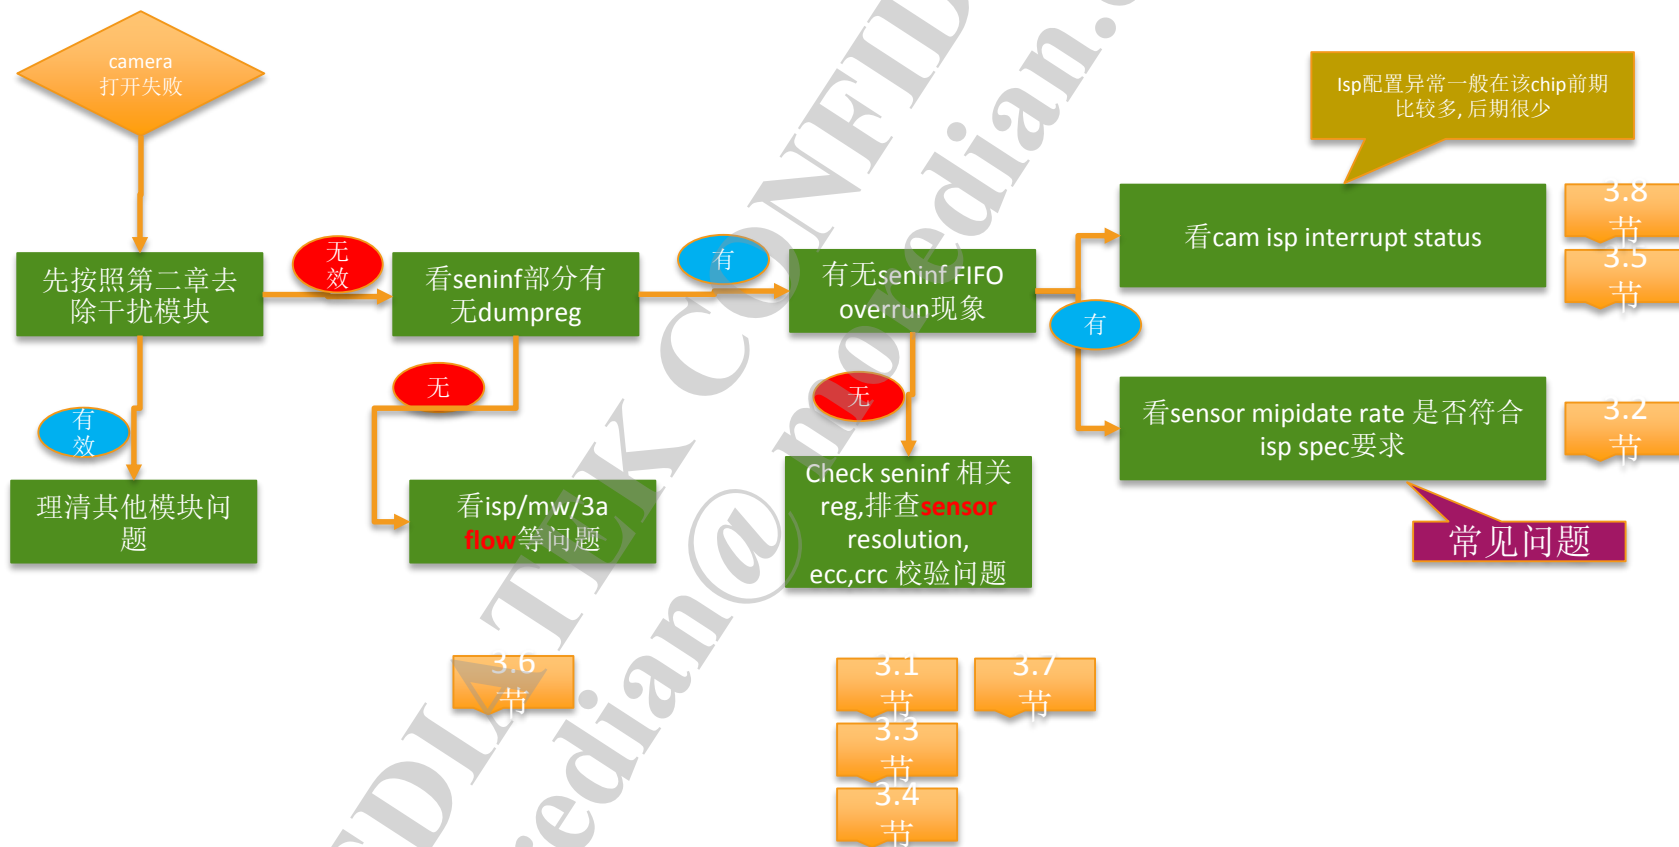 camera
打开失败
Isp配置异常一般在该chip前期
比较多, 后期很少
3.8
节
无
效
有
看cam isp interrupt status
先按照第二章去
除干扰模块
看seninf部分有
无dumpreg
有无seninf FIFO
overrun现象
3.5
节
有
无
无
有
效
看sensor mipidate rate 是否符合
isp spec要求
3.2
节
理清其他模块问
题
看isp/mw/3a
flow等问题
Check seninf 相关
reg,排查sensor
resolution,
ecc,crc 校验问题
常见问题
3.6
节
3.1
节
3.7
节
3.3
节
3.4
节
EDIATEK CONFID
edian@moredian.c